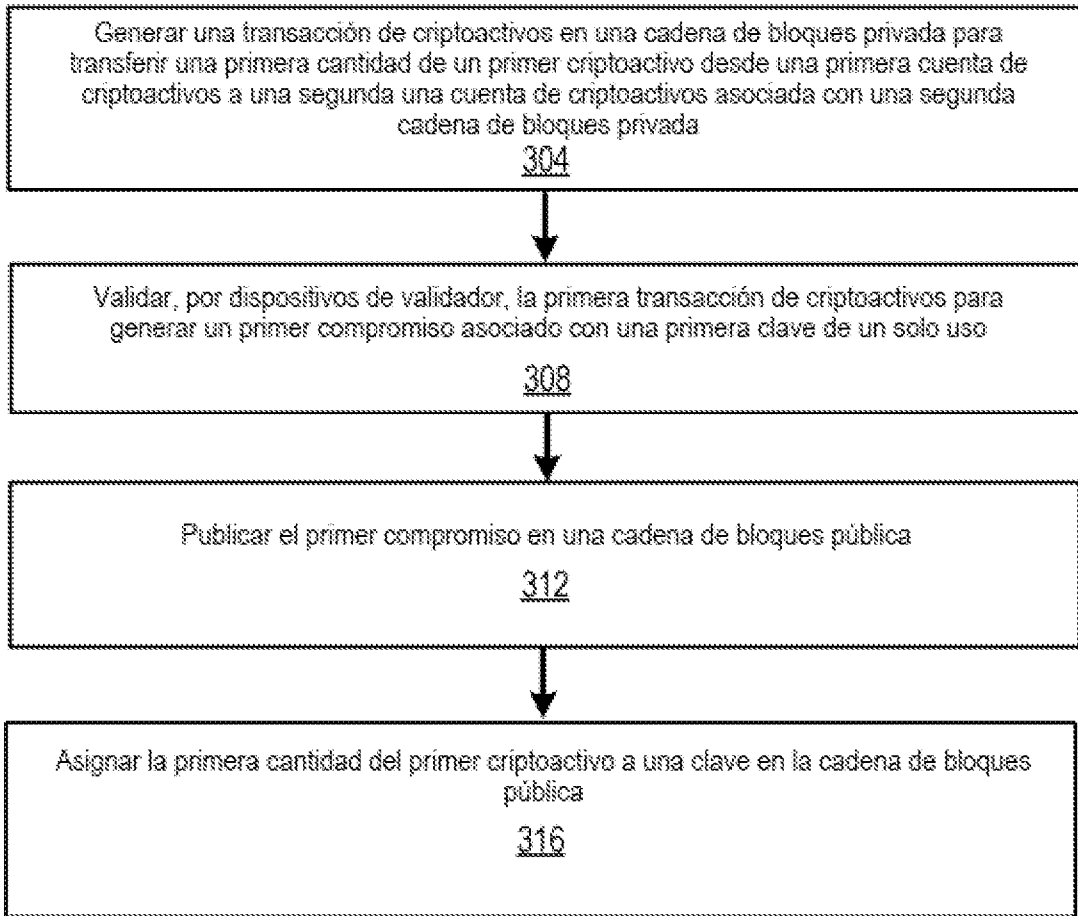 Generar una transacción de criptoactivos en una cadena de bloques privada para
transferir una primera cantidad de un primer criptoactivo desde una primera cuenta de
criptoactivos a una segunda una cuenta de criptoactivos asociada con una segunda
cadena de bloques privada
304
Validar, por dispositivos de validador, la primera transacción de criptoactivos para
generar un primer compromiso asociado con una primera clave de un solo uso
308
Publicar el primer compromiso en una cadena de bloques pública
312
Asignar la primera cantidad del primer criptoactivo a una clave en la cadena de bloques
pública
316